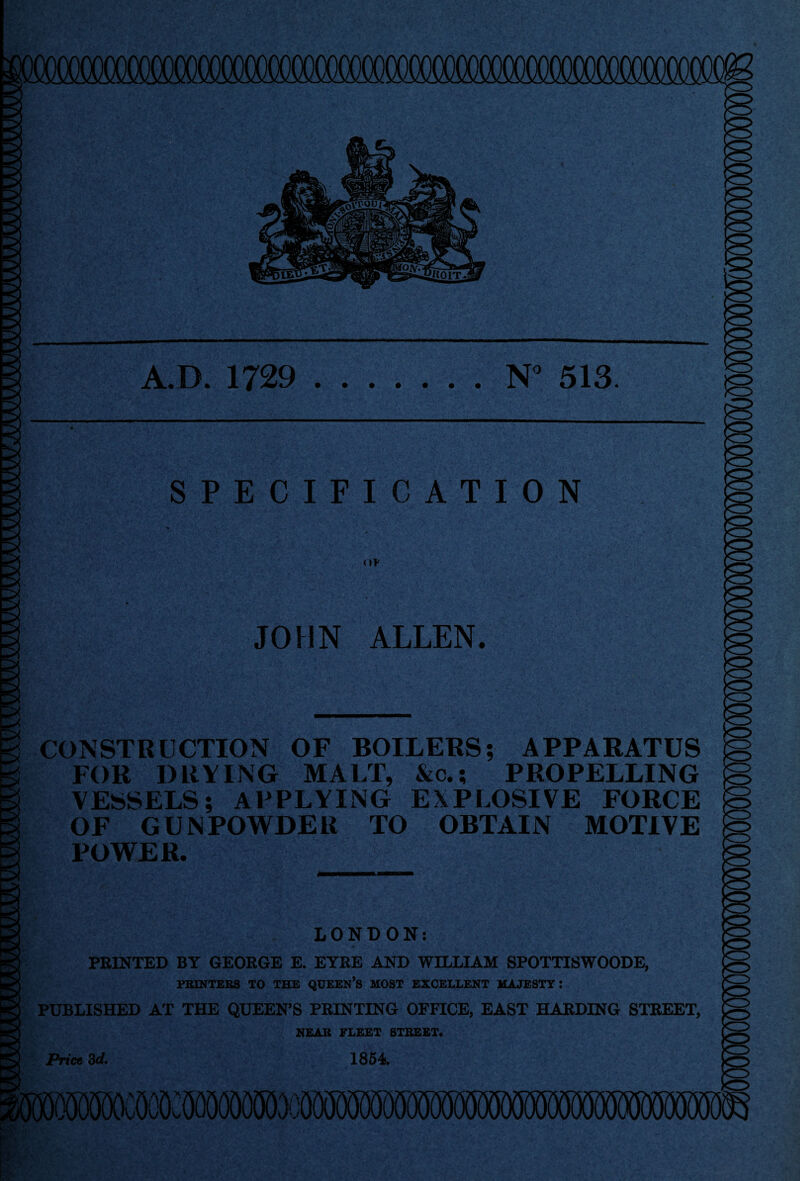 DIEU · ET MON · DROIT.
A.D. 1729 . . . . . . . . N° 513.
SPECIFICATION
OF
JOHN ALLEN.
CONSTRUCTION OF BOILERS; APPARATUS
FOR DRYING MALT, &c.; PROPELLING
VESSELS; APPLYING EXPLOSIVE FORCE
OF GUNPOWDER TO OBTAIN MOTIVE
POWER.
LONDON:
PRINTED BY GEORGE E. EYRE AND WILLIAM SPOTTISWOODE,
PRINTERS TO THE QUEEN'S MOST EXCELLENT MAJESTY:
PUBLISHED AT THE QUEEN'S PRINTING OFFICE, EAST HARDING STREET,
NEAR FLEET STREET.
Price 3d. 1854.